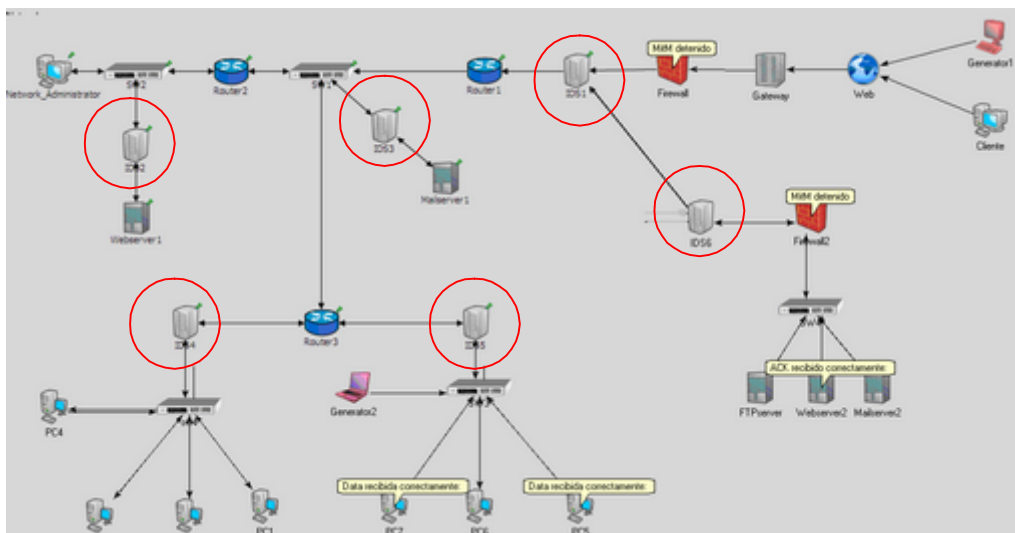 MitM detenido
Generator1
Network_Administrator
SW2
Router2
SW1
Router1
IDS1
Firewall
Gateway
Web
Cliente
IDS2
IDS3
Mailserver1
MitM detenido
Webserver1
IDS6
Firewall2
IDS4
Router3
IDS5
ACK recibido correctamente:
Generator2
FTPserver
Webserver2
Mailserver2
PC4
Data recibida correctamente:
Data recibida correctamente:
PC1
PC7
PC6
PC5